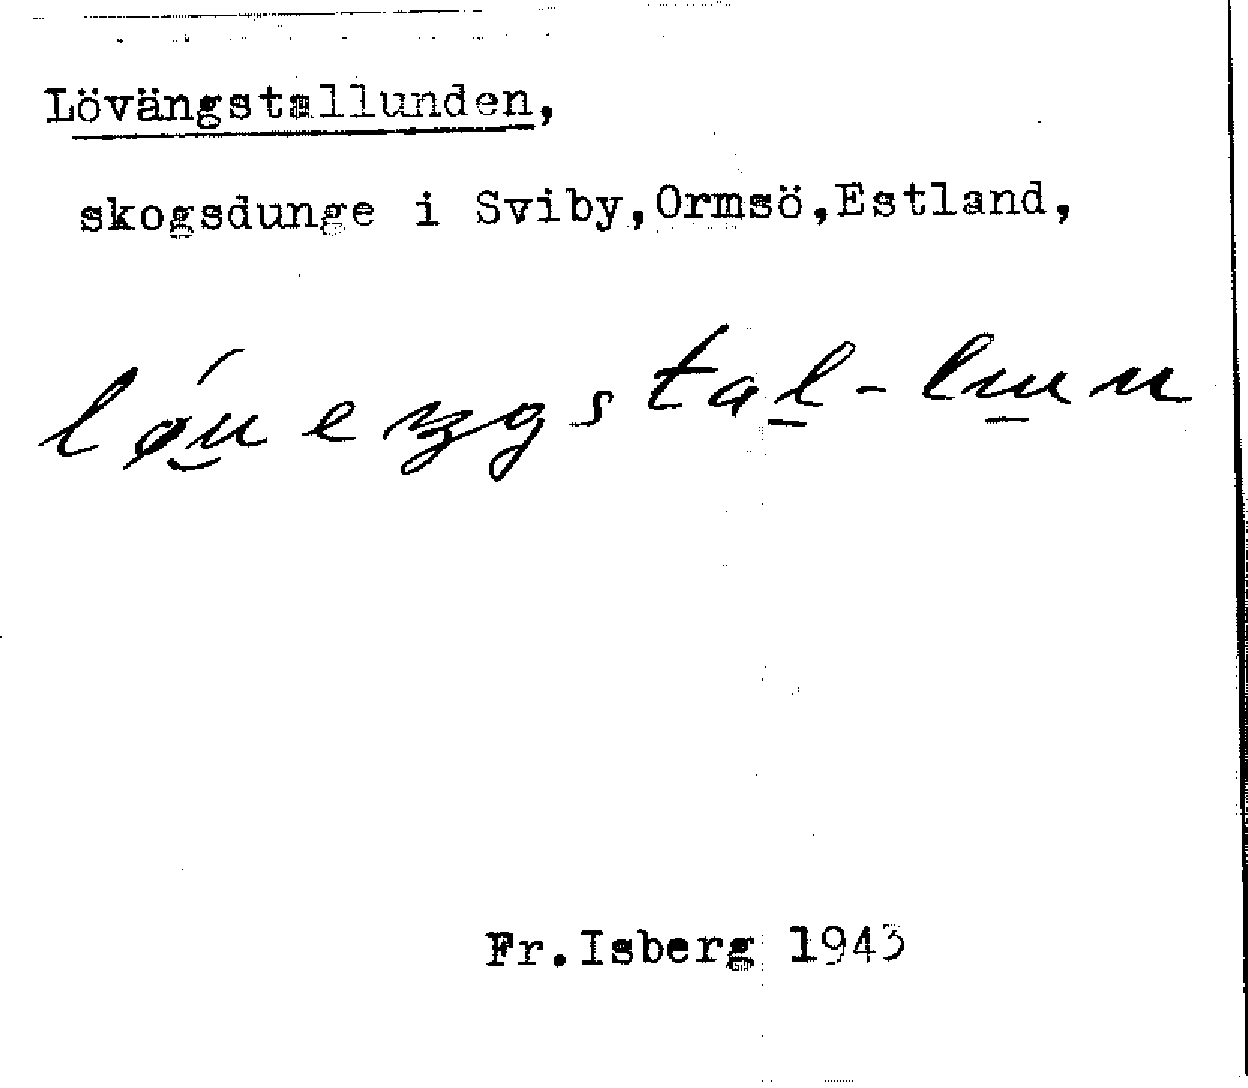 Lövängstallunden,
skogsdunge i Sviby,Ormsö,Estland,
Fr.Isberg 1943